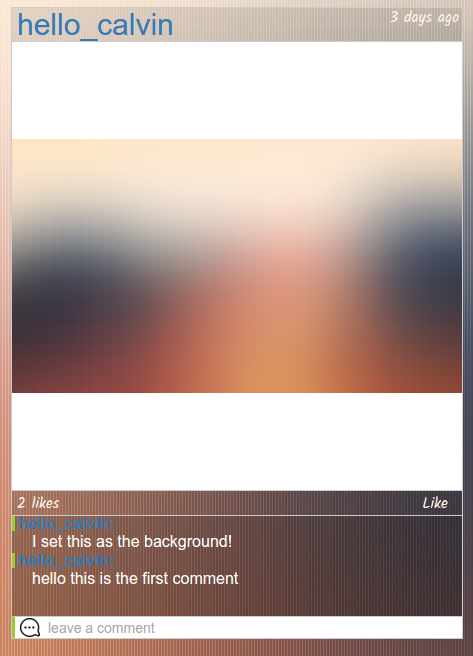 hello_calvin
3 days ago
2 likes
Like
hello_calvin:
I set this as the background!
hello_calvin:
hello this is the first comment
leave a comment